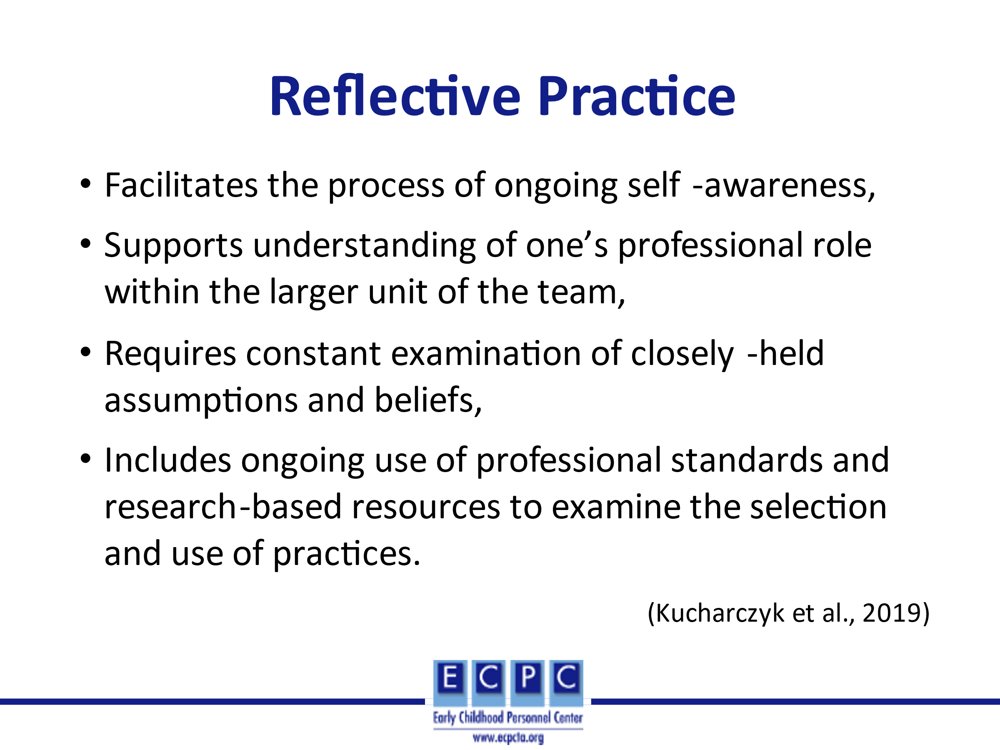 Reflective Practice
• Facilitates the process of ongoing self -awareness,
• Supports understanding of one’s professional role
within the larger unit of the team,
• Requires constant examination of closely -held
assumptions and beliefs,
• Includes ongoing use of professional standards and
research-based resources to examine the selection
and use of practices.
(Kucharczyk et al., 2019)
E C P C
Early Childhood Personnel Center
www.ecpcta.org